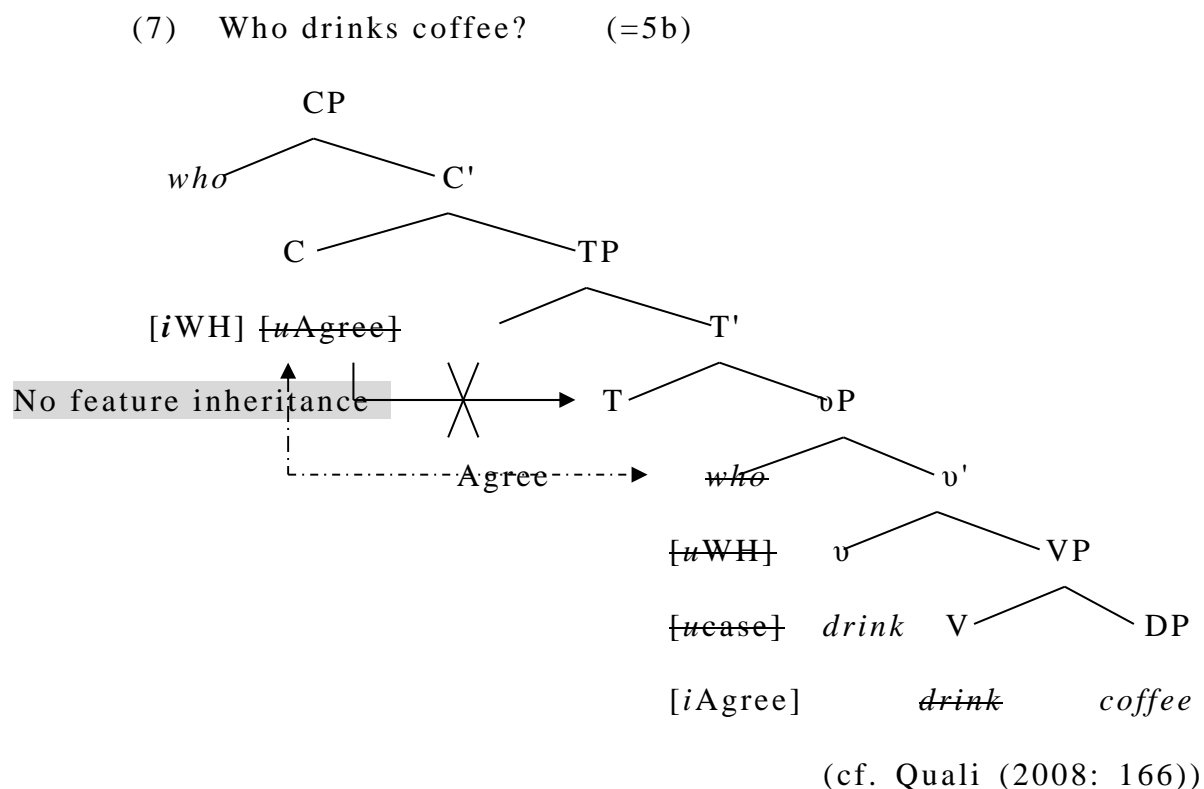 (7) Who drinks coffee? (=5b)
CP
who C'
C TP
[iWH] [uAgree] T'
No feature inheritance T υP
Agree who υ'
[uWH] υ VP
[ucase] drink V DP
[iAgree] drink coffee
(cf. Quali (2008: 166))